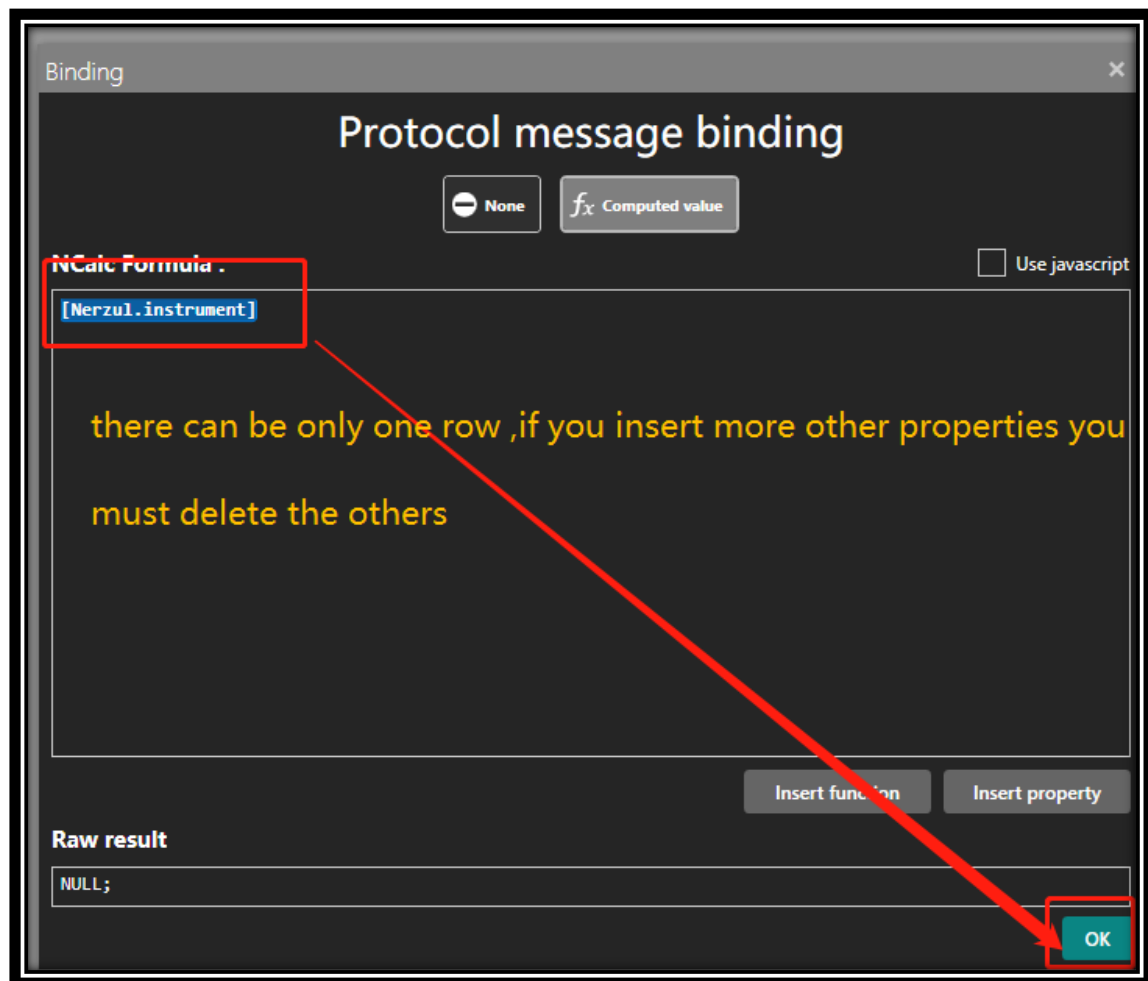 Binding
Protocol message binding
None
fx Computed value
NCalc Formula :
Use javascript
[Nerzul.instrument]
there can be only one row ,if you insert more other properties you
must delete the others
Insert function
Insert property
Raw result
NULL;
OK